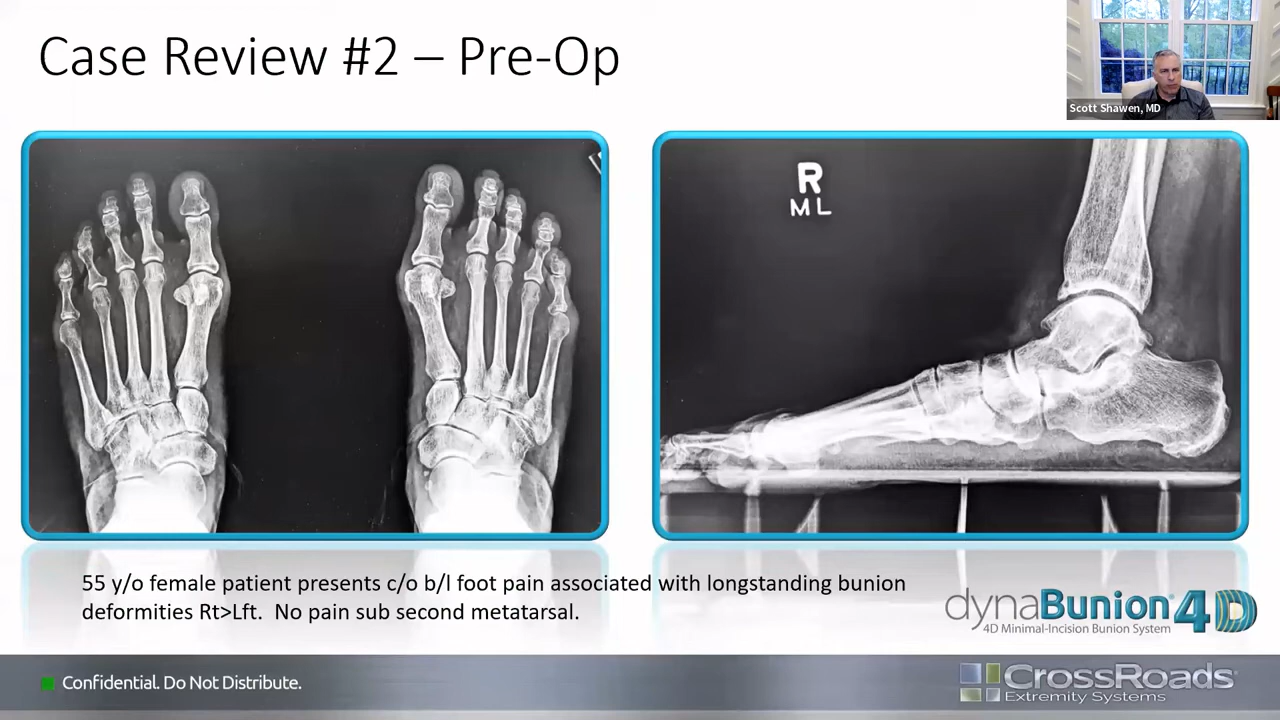 Case Review #2 – Pre-Op
Scott Shawen, MD
R
ML
55 y/o female patient presents c/o b/l foot pain associated with longstanding bunion
deformities Rt>Lft.  No pain sub second metatarsal.
dynaBunion® 4D
4D Minimal-Incision Bunion System
Confidential. Do Not Distribute.
CrossRoads®
Extremity Systems